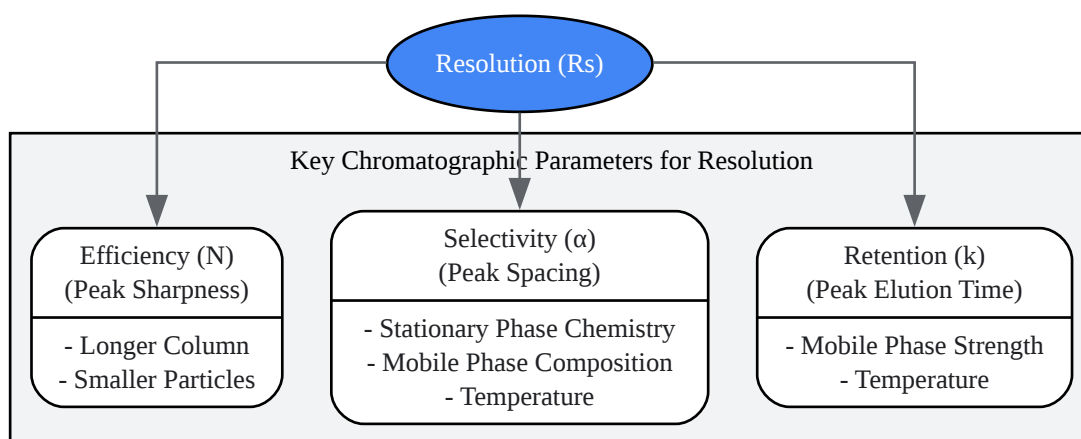 Resolution (Rs)
Key Chromatographic Parameters for Resolution
Efficiency (N)
(Peak Sharpness)
- Longer Column
- Smaller Particles
Selectivity (α)
(Peak Spacing)
- Stationary Phase Chemistry
- Mobile Phase Composition
- Temperature
Retention (k)
(Peak Elution Time)
- Mobile Phase Strength
- Temperature